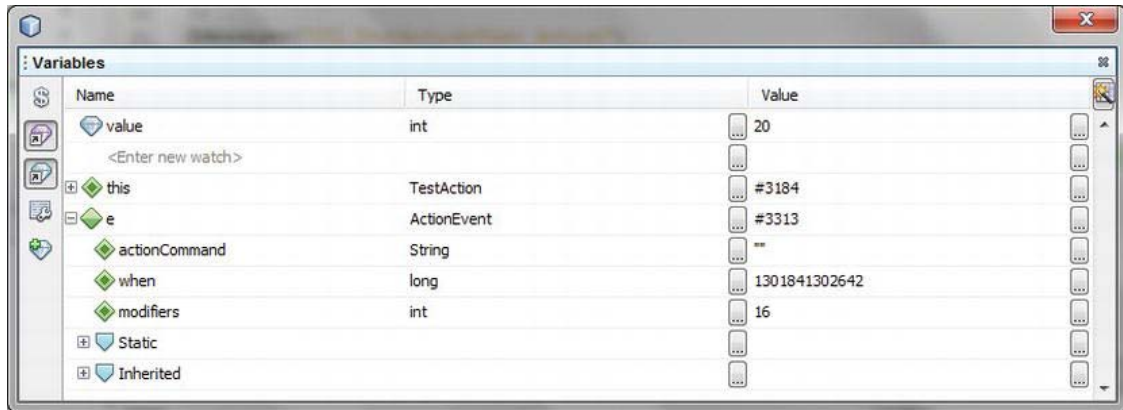 Variables
Name Type Value
value int ... 20 ...
<Enter new watch> ... ...
this TestAction ... #3184 ...
e ActionEvent ... #3313 ...
actionCommand String ... "" ...
when long ... 1301841302642 ...
modifiers int ... 16 ...
Static ... ...
Inherited ... ...